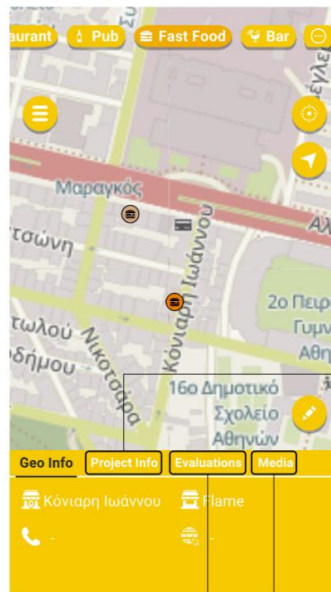 aurant Pub Fast Food Bar
Μαραγκός
τσώνη
Κόνιαρη Ιωάννου
2ο Πειρ
Γυμν
Αθη
τωλού
δήμου
Νικοτσάρα
16ο Δημοτικό
Σχολείο
Αθηνών
Geo Info Project Info Evaluations Media
Κόνιαρη Ιωάννου Flame
- -